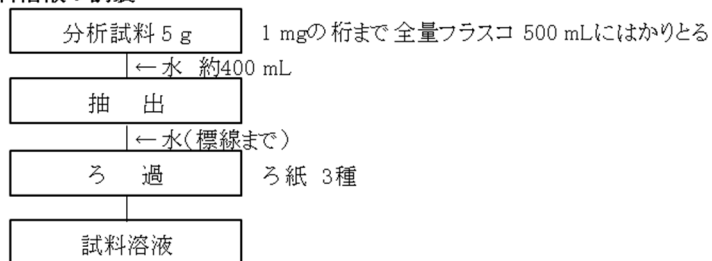 分析試料 5 g　1 mgの桁まで全量フラスコ 500 mLにはかりとる
←水 約400 mL
抽 出
←水(標線まで)
ろ 過　ろ紙 3種
試料溶液